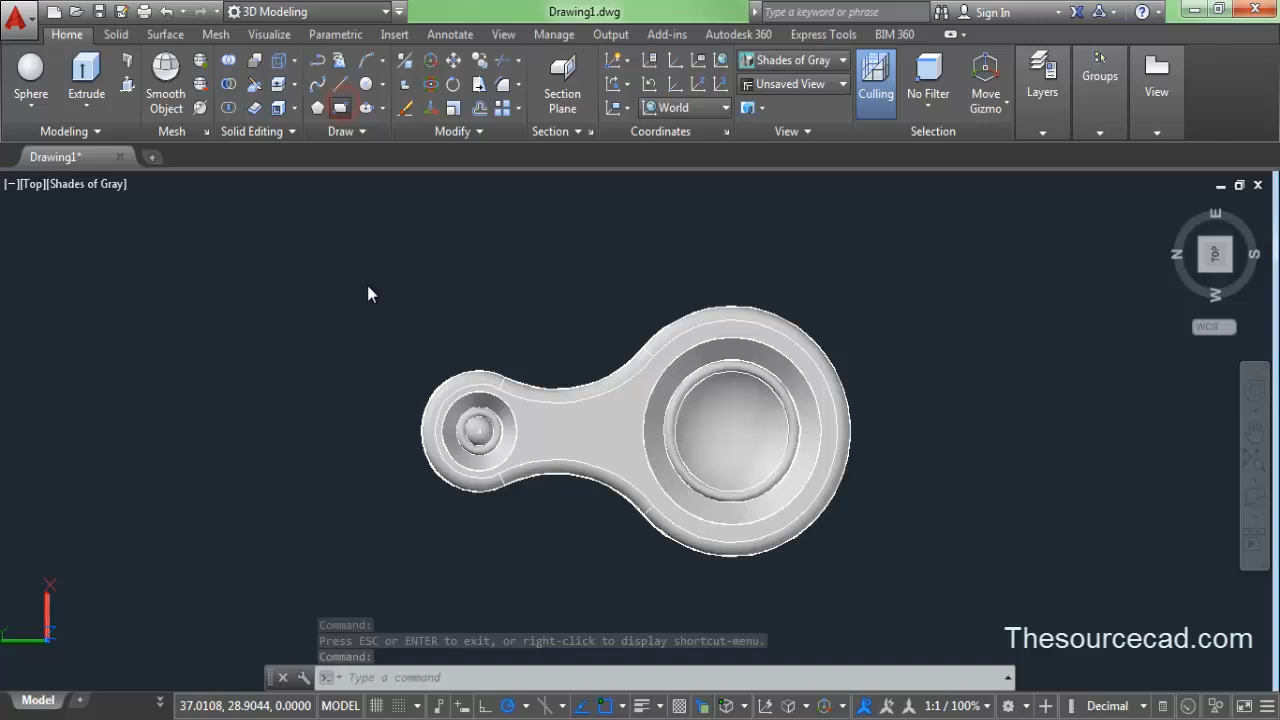 3D Modeling
Drawing1.dwg
Type a keyword or phrase
Sign In
Home Solid Surface Mesh Visualize Parametric Insert Annotate View Manage Output Add-ins Autodesk 360 Express Tools BIM 360
Sphere
Extrude
Smooth Object
Section Plane
Shades of Gray
Unsaved View
World
Culling
No Filter
Move Gizmo
Layers
Groups
View
Modeling
Mesh
Solid Editing
Draw
Modify
Section
Coordinates
View
Selection
Drawing1*
[−][Top][Shades of Gray]
E
N
TOP
S
W
WCS
X
Command:
Press ESC or ENTER to exit, or right-click to display shortcut-menu.
Command:
Type a command
Thesourcecad.com
Model
37.0108, 28.9044, 0.0000
MODEL
1:1 / 100%
Decimal